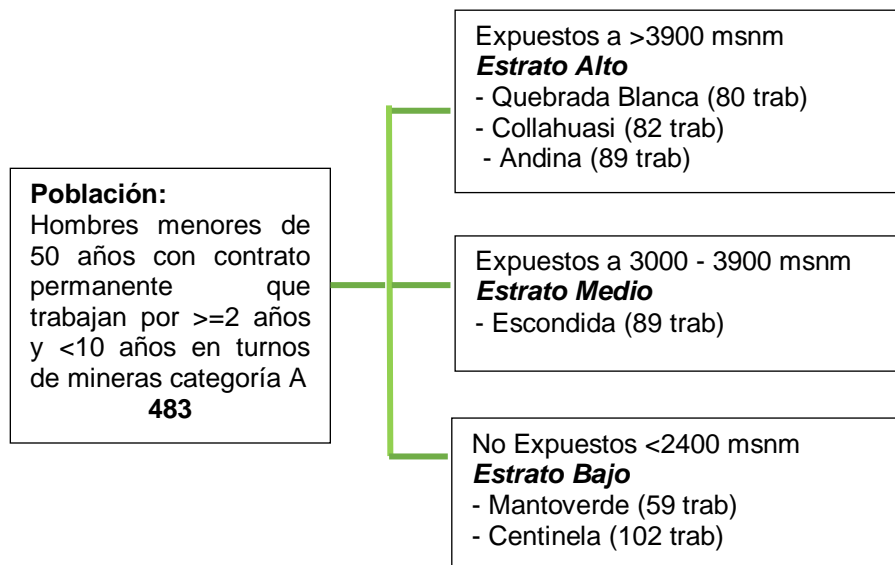 Población:
Hombres menores de
50 años con contrato
permanente que
trabajan por >=2 años
y <10 años en turnos
de mineras categoría A
483
Expuestos a >3900 msnm
Estrato Alto
- Quebrada Blanca (80 trab)
- Collahuasi (82 trab)
- Andina (89 trab)
Expuestos a 3000 - 3900 msnm
Estrato Medio
- Escondida (89 trab)
No Expuestos <2400 msnm
Estrato Bajo
- Mantoverde (59 trab)
- Centinela (102 trab)